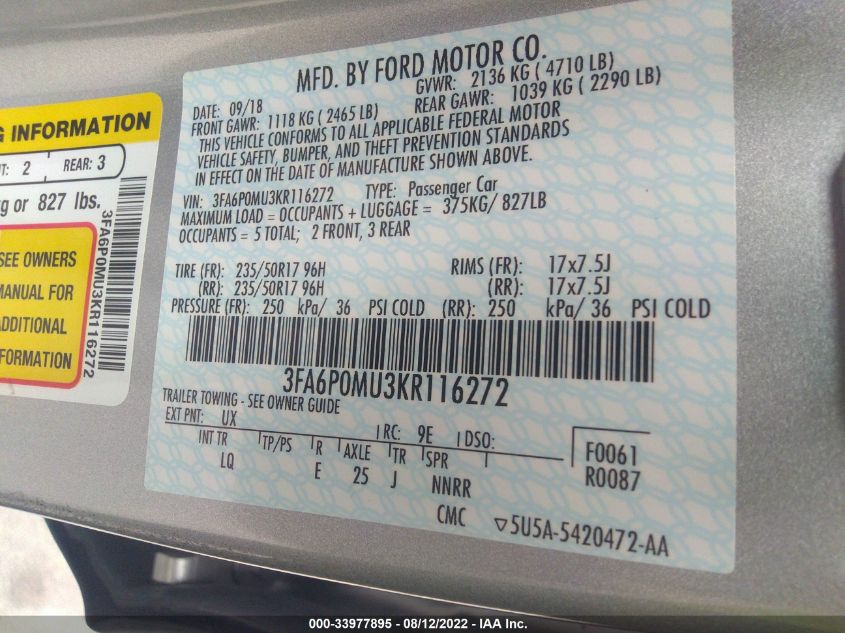 MFD. BY FORD MOTOR CO.
DATE: 09/18 GVWR: 2136 KG ( 4710 LB)
FRONT GAWR: 1118 KG ( 2465 LB) REAR GAWR: 1039 KG ( 2290 LB)
THIS VEHICLE CONFORMS TO ALL APPLICABLE FEDERAL MOTOR
VEHICLE SAFETY, BUMPER, AND THEFT PREVENTION STANDARDS
IN EFFECT ON THE DATE OF MANUFACTURE SHOWN ABOVE.
VIN: 3FA6P0MU3KR116272 TYPE: Passenger Car
MAXIMUM LOAD = OCCUPANTS + LUGGAGE = 375KG/ 827LB
OCCUPANTS = 5 TOTAL; 2 FRONT, 3 REAR
TIRE (FR): 235/50R17 96H RIMS (FR): 17x7.5J
(RR): 235/50R17 96H (RR): 17x7.5J
PRESSURE (FR): 250 kPa/ 36 PSI COLD (RR): 250 kPa/ 36 PSI COLD
3FA6P0MU3KR116272
TRAILER TOWING - SEE OWNER GUIDE
EXT PNT: UX RC: 9E DSO:
INT TR TP/PS R AXLE TR SPR
LQ E 25 J NNRR
F0061
R0087
CMC ▽5U5A-5420472-AA
G INFORMATION
2 REAR: 3
or 827 lbs.
SEE OWNERS
MANUAL FOR
ADDITIONAL
INFORMATION
3FA6P0MU3KR116272
000-33977895 - 08/12/2022 - IAA Inc.